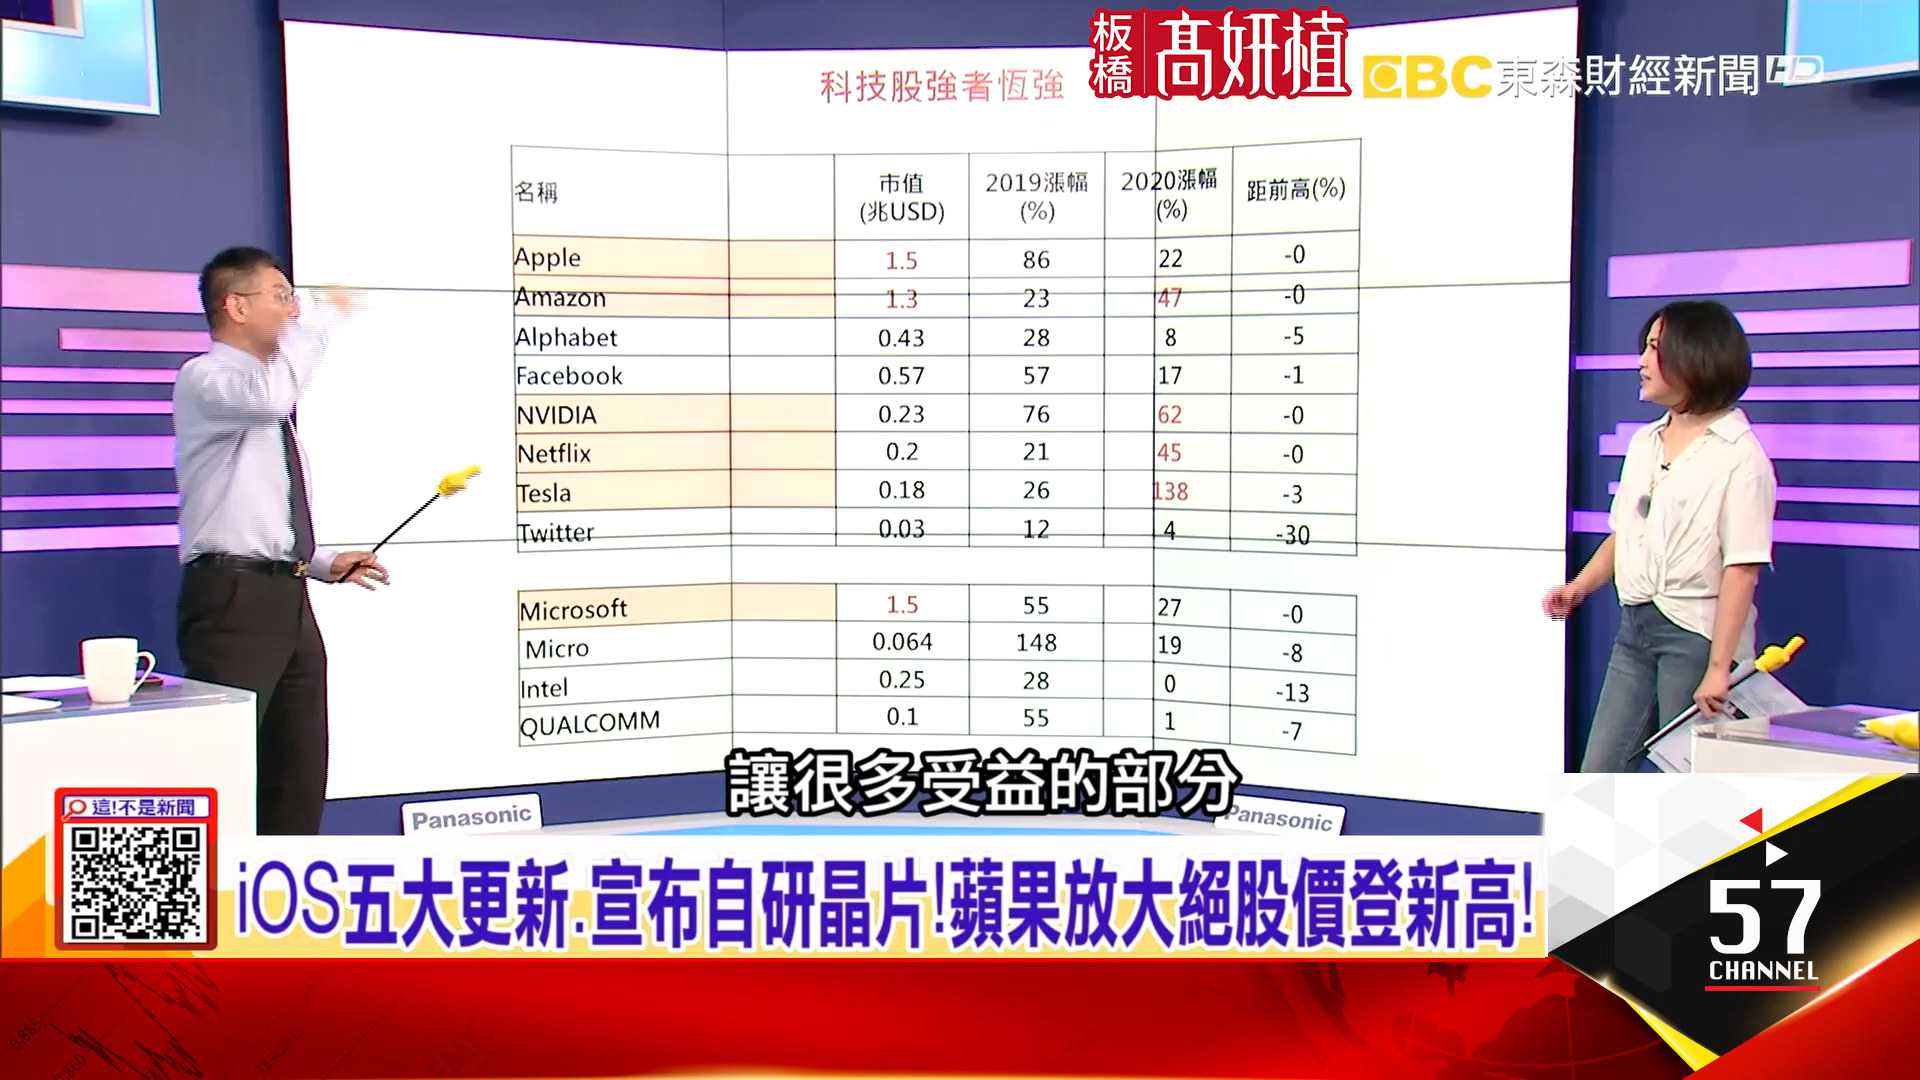 板橋
髙妍植
EBC東森財經新聞HD
科技股強者恆強
名稱 市值(兆USD) 2019漲幅(%) 2020漲幅(%) 距前高(%)
Apple 1.5 86 22 -0
Amazon 1.3 23 47 -0
Alphabet 0.43 28 8 -5
Facebook 0.57 57 17 -1
NVIDIA 0.23 76 62 -0
Netflix 0.2 21 45 -0
Tesla 0.18 26 138 -3
Twitter 0.03 12 4 -30
Microsoft 1.5 55 27 -0
Micro 0.064 148 19 -8
Intel 0.25 28 0 -13
QUALCOMM 0.1 55 1 -7
讓很多受益的部分
Panasonic
Panasonic
這!不是新聞
iOS五大更新.宣布自研晶片!蘋果放大絕股價登新高!
57
CHANNEL
0.885
0.860
18.4.2011